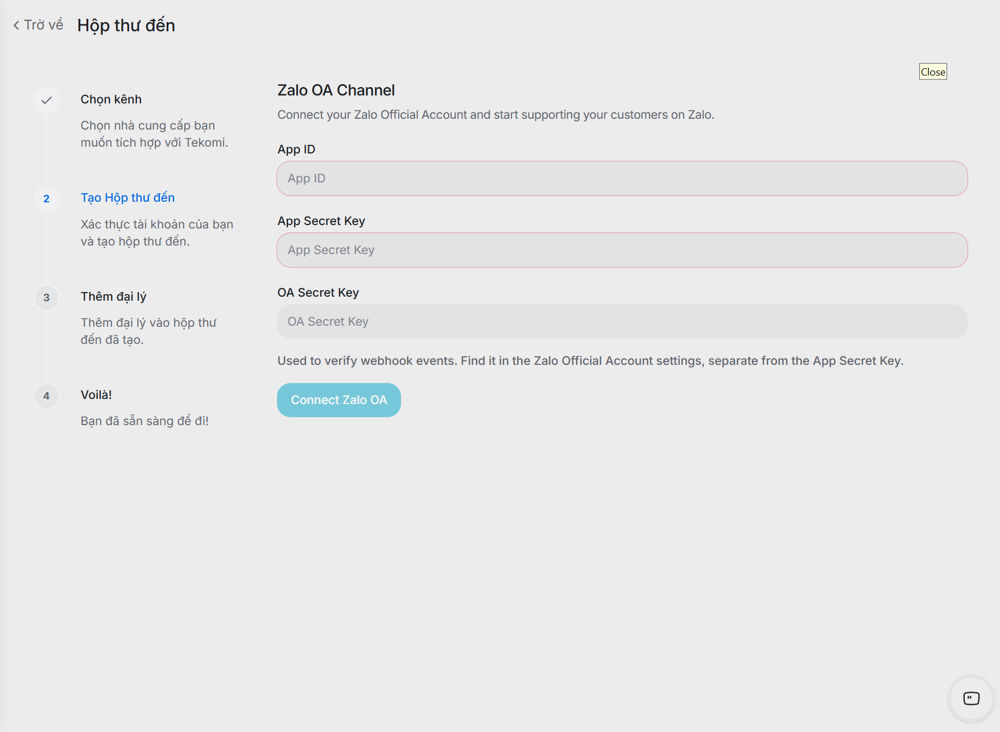 Trở về
Hộp thư đến
Close
Chọn kênh
Chọn nhà cung cấp bạn
muốn tích hợp với Tekomi.
2
Tạo Hộp thư đến
Xác thực tài khoản của bạn
và tạo hộp thư đến.
3
Thêm đại lý
Thêm đại lý vào hộp thư
đến đã tạo.
4
Voilà!
Bạn đã sẵn sàng để đi!
Zalo OA Channel
Connect your Zalo Official Account and start supporting your customers on Zalo.
App ID
App ID
App Secret Key
App Secret Key
OA Secret Key
OA Secret Key
Used to verify webhook events. Find it in the Zalo Official Account settings, separate from the App Secret Key.
Connect Zalo OA